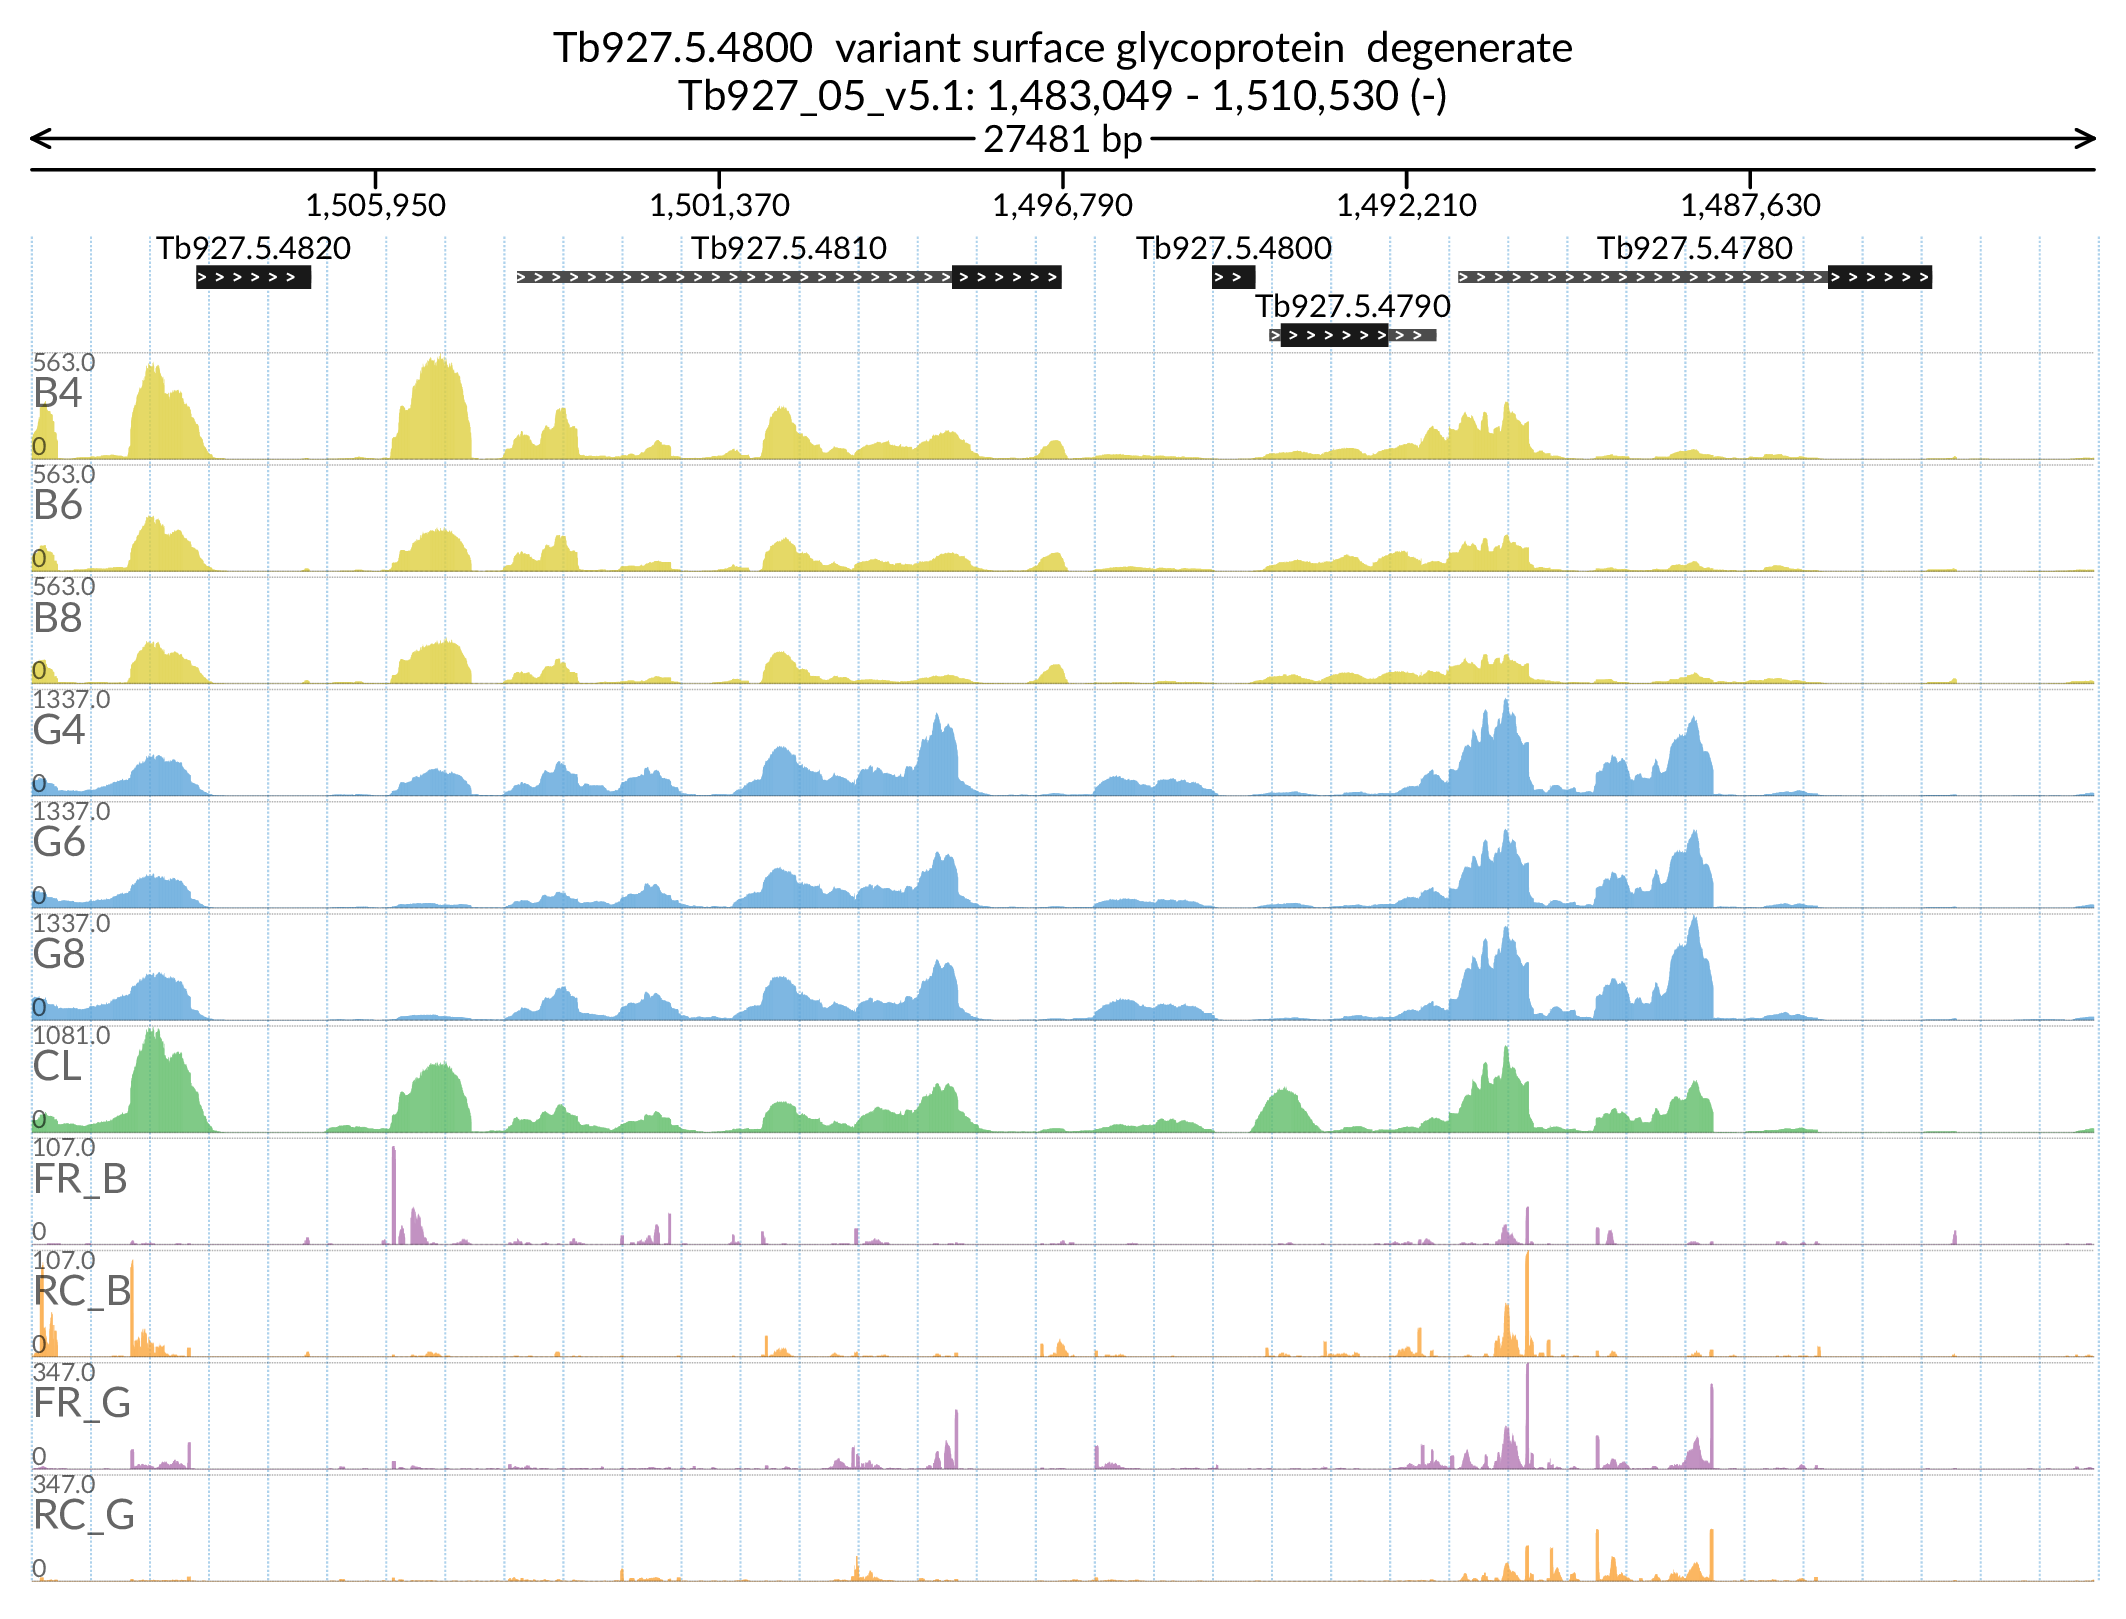 Tb927.5.4800  variant surface glycoprotein  degenerate
Tb927_05_v5.1: 1,483,049 - 1,510,530 (-)
27481 bp
1,505,950 1,501,370 1,496,790 1,492,210 1,487,630
Tb927.5.4820 Tb927.5.4810 Tb927.5.4800 Tb927.5.4780
Tb927.5.4790
563.0
B4
0
563.0
B6
0
563.0
B8
0
1337.0
G4
0
1337.0
G6
0
1337.0
G8
0
1081.0
CL
0
107.0
FR_B
0
107.0
RC_B
0
347.0
FR_G
0
347.0
RC_G
0